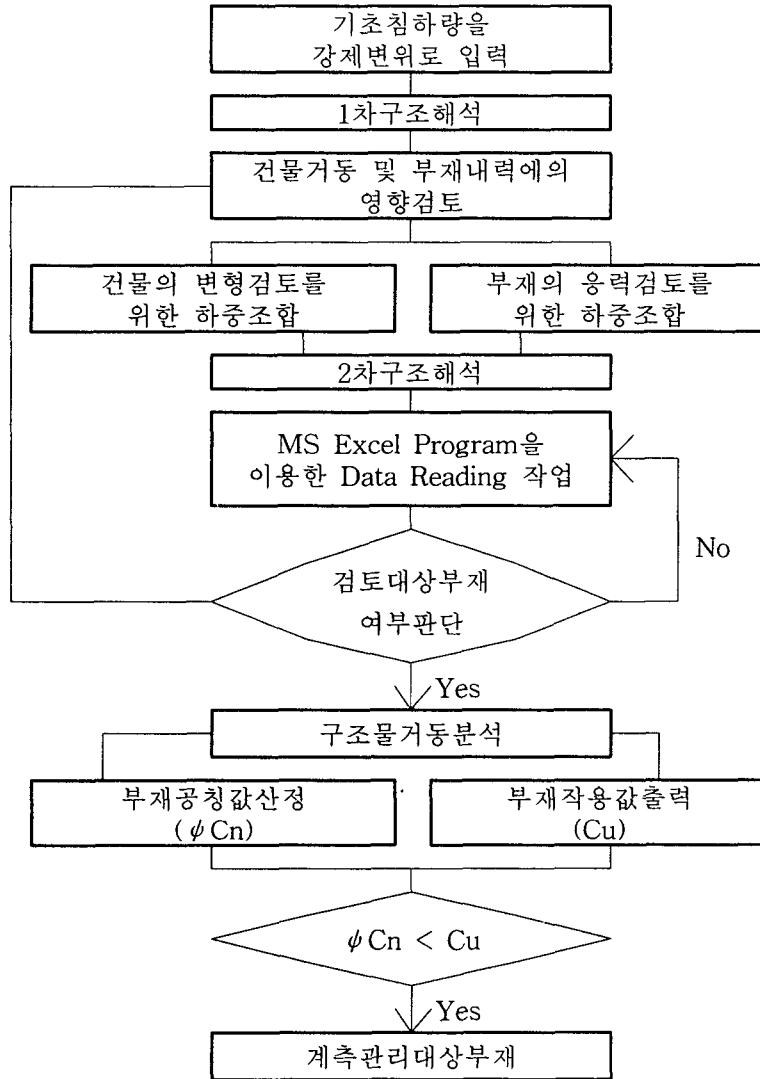 기초침하량을
강제변위로 입력
1차구조해석
건물거동 및 부재내력에의
영향검토
건물의 변형검토를
위한 하중조합
부재의 응력검토를
위한 하중조합
2차구조해석
MS Excel Program을
이용한 Data Reading 작업
No
검토대상부재
여부판단
Yes
구조물거동분석
부재공칭값산정
(ψCn)
부재작용값출력
(Cu)
ψCn < Cu
Yes
계측관리대상부재